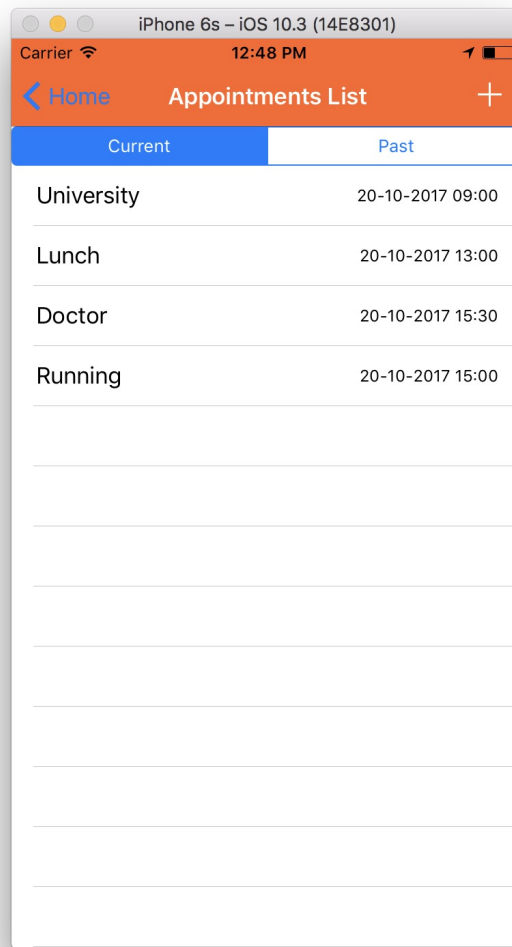 iPhone 6s – iOS 10.3 (14E8301)
Carrier 12:48 PM
Home Appointments List +
Current Past
University 20-10-2017 09:00
Lunch 20-10-2017 13:00
Doctor 20-10-2017 15:30
Running 20-10-2017 15:00